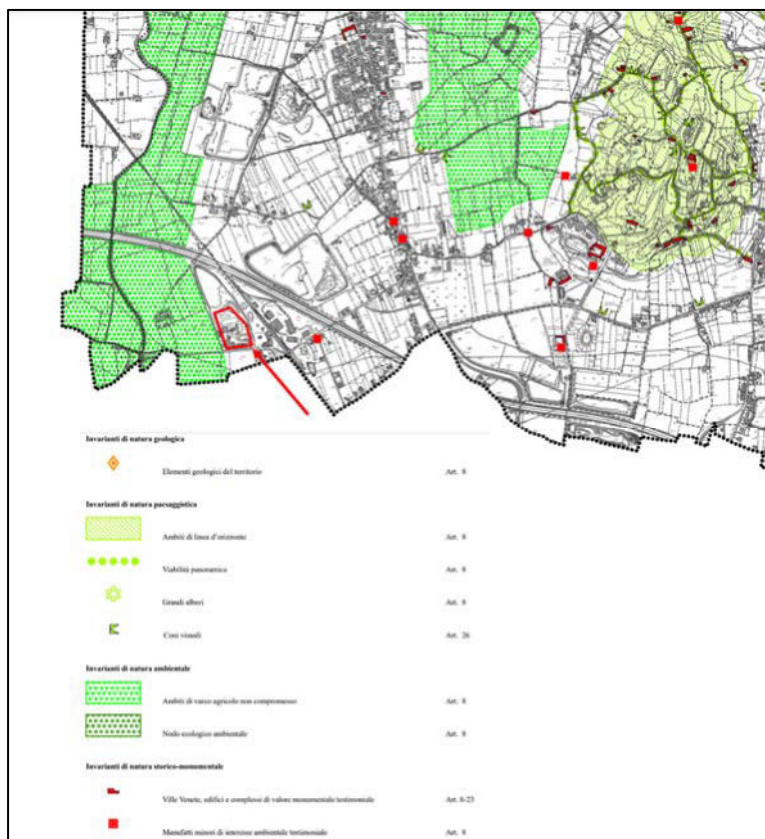 Invarianti di natura geologica
Elementi geologici del territorio Art. 8
Invarianti di natura paesaggistica
Ambiti di linea d'orizzonte Art. 8
Viabilità panoramica Art. 8
Grandi alberi Art. 8
Coni visuali Art. 26
Invarianti di natura ambientale
Ambiti di varco agricolo non compromesso Art. 8
Nodo ecologico ambientale Art. 8
Invarianti di natura storico-monumentale
Ville Venete, edifici e complessi di valore monumentale testimoniale Art. 8-23
Manufatti minori di interesse ambientale testimoniale Art. 8